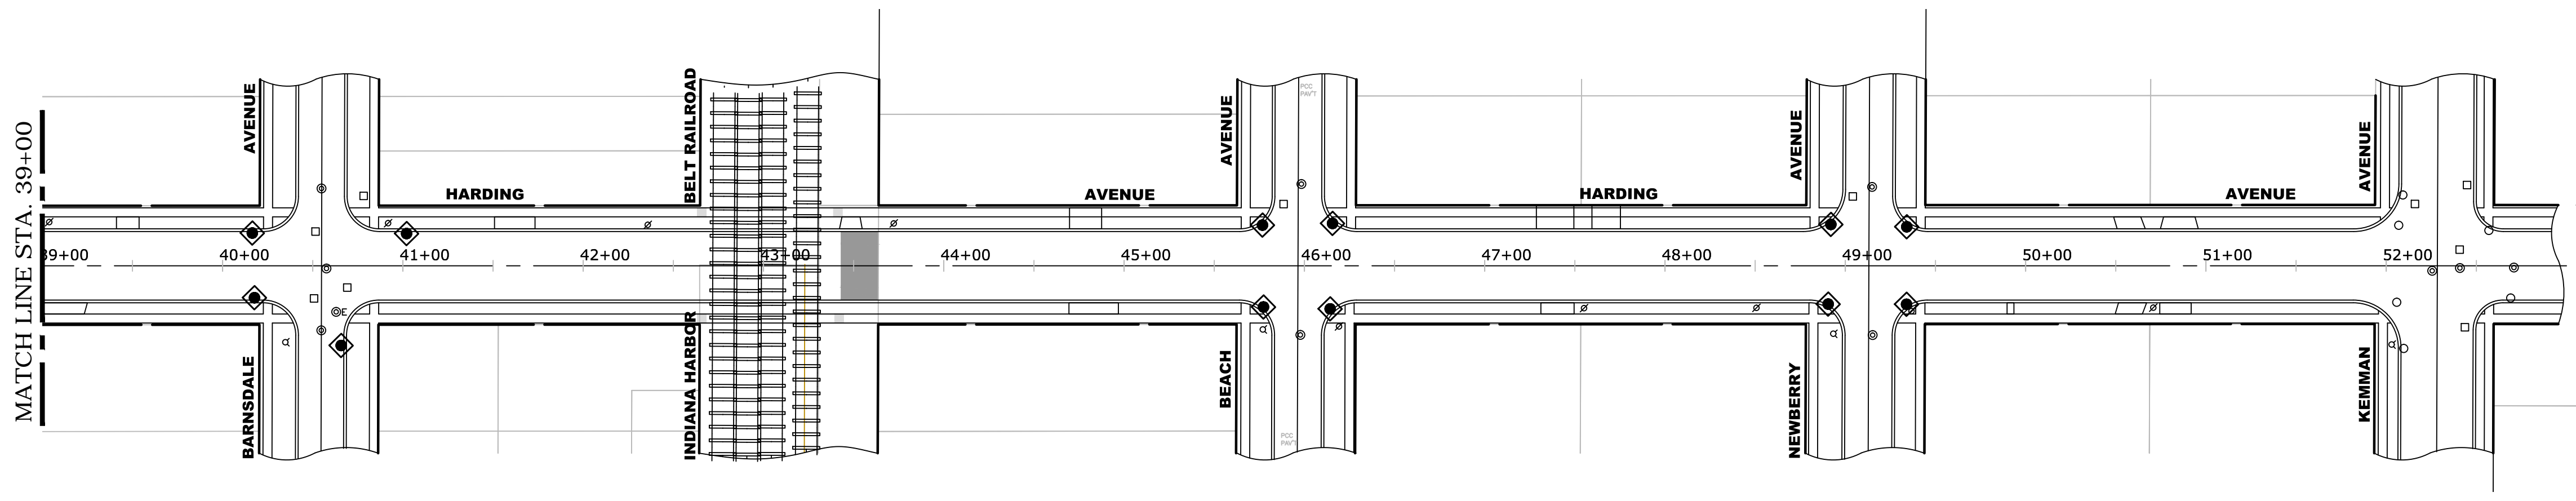 MATCH LINE STA. 39+00
AVENUE
BELT RAILROAD
AVENUE
PCC
PAV'T
AVENUE
AVENUE
HARDING
AVENUE
HARDING
AVENUE
39+00
40+00
41+00
42+00
43+00
44+00
45+00
46+00
47+00
48+00
49+00
50+00
51+00
52+00
E
BARNSDALE
INDIANA HARBOR
BEACH
PCC
PAV'T
NEWBERRY
KEMMAN